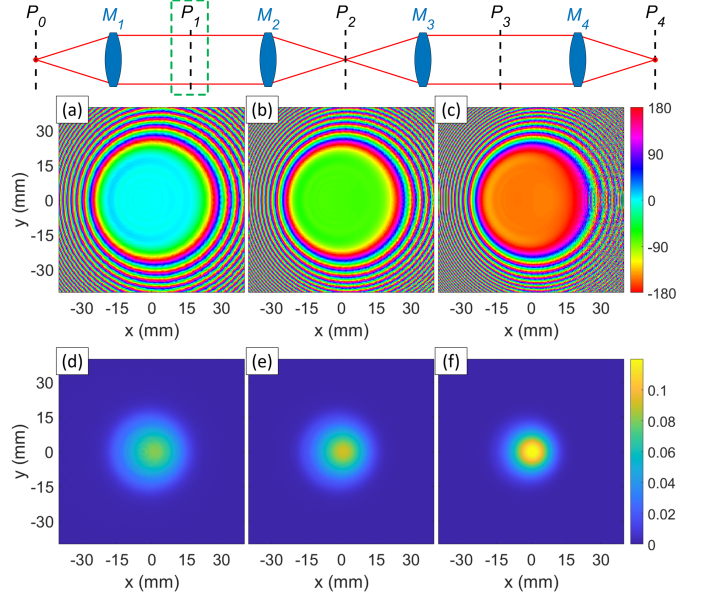 P0 M1 P1 M2 P2 M3 P3 M4 P4
(a) (b) (c)
30 15 0 -15 -30
y (mm)
180 90 0 -90 -180
-30 -15 0 15 30 -30 -15 0 15 30 -30 -15 0 15 30
x (mm) x (mm) x (mm)
(d) (e) (f)
30 15 0 -15 -30
y (mm)
0.1 0.08 0.06 0.04 0.02 0
-30 -15 0 15 30 -30 -15 0 15 30 -30 -15 0 15 30
x (mm) x (mm) x (mm)